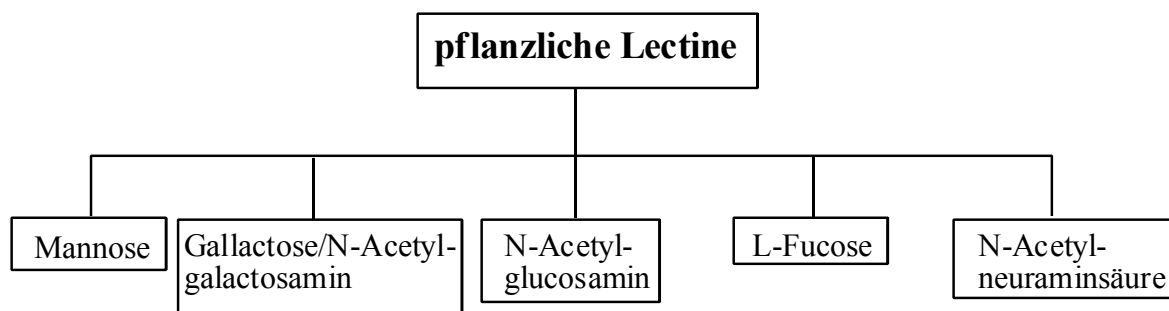 pflanzliche Lectine
Mannose
Gallactose/N-Acetyl-
galactosamin
N-Acetyl-
glucosamin
L-Fucose
N-Acetyl-
neuraminsäure